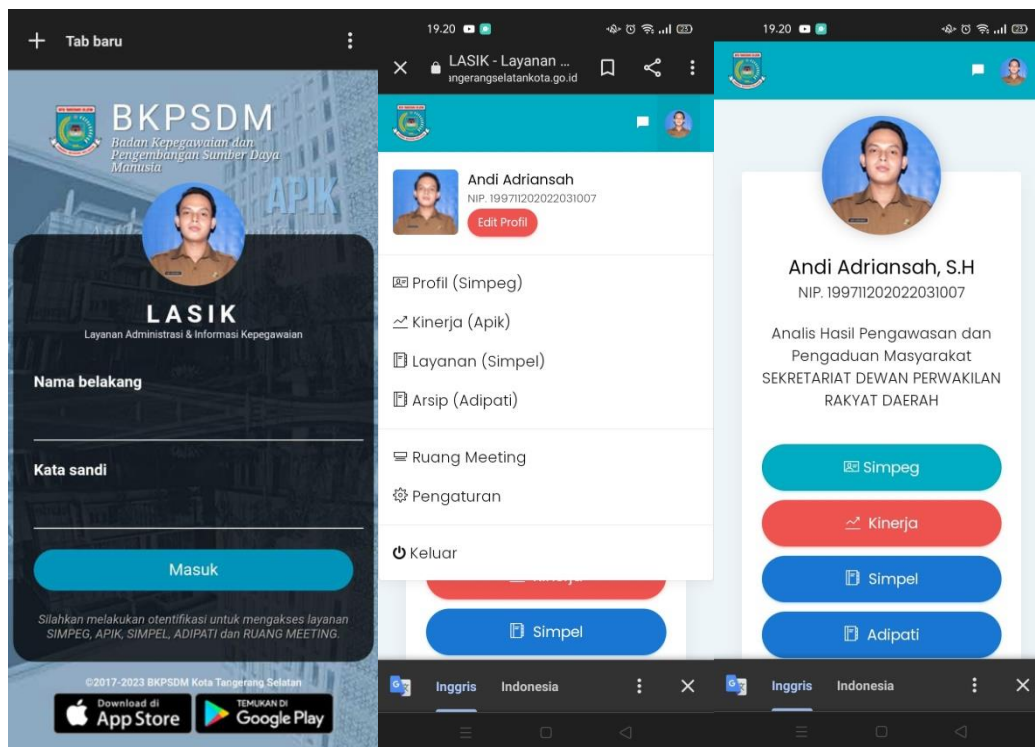 Tab baru
BKPSDM
Badan Kepegawaian dan
Pengembangan Sumber Daya
Manusia
APIK
LASIK
Layanan Administrasi & Informasi Kepegawaian
Nama belakang
Kata sandi
Masuk
Silahkan melakukan otentifikasi untuk mengakses layanan
SIMPEG, APIK, SIMPEL, ADIPATI dan RUANG MEETING.
©2017-2023 BKPSDM Kota Tangerang Selatan
Download di
App Store
TEMUKAN DI
Google Play
19.20
23
LASIK - Layanan ...
angerangselatankota.go.id
Andi Adriansah
NIP. 199711202022031007
Edit Profil
Profil (Simpeg)
Kinerja (Apik)
Layanan (Simpel)
Arsip (Adipati)
Ruang Meeting
Pengaturan
Keluar
Simpel
Inggris Indonesia
19.20
23
Andi Adriansah, S.H
NIP. 199711202022031007
Analis Hasil Pengawasan dan
Pengaduan Masyarakat
SEKRETARIAT DEWAN PERWAKILAN
RAKYAT DAERAH
Simpeg
Kinerja
Simpel
Adipati
Inggris Indonesia